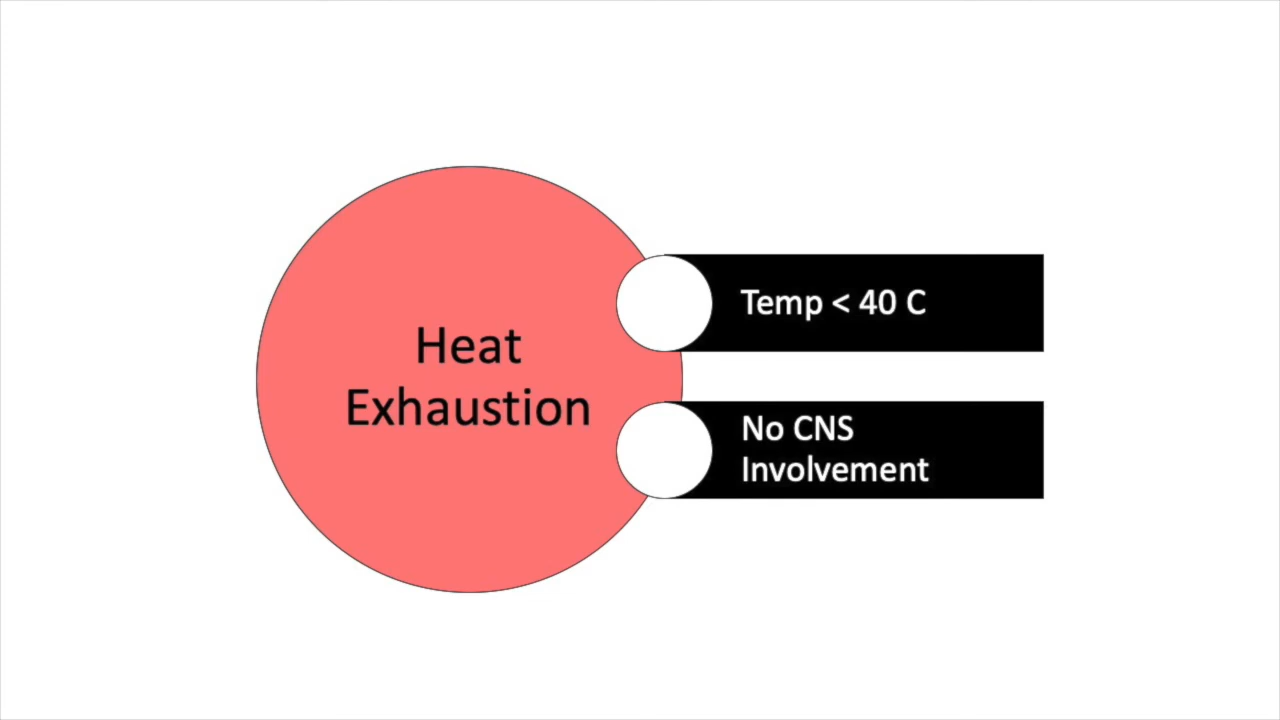 Heat
Exhaustion
Temp < 40 C
No CNS
Involvement